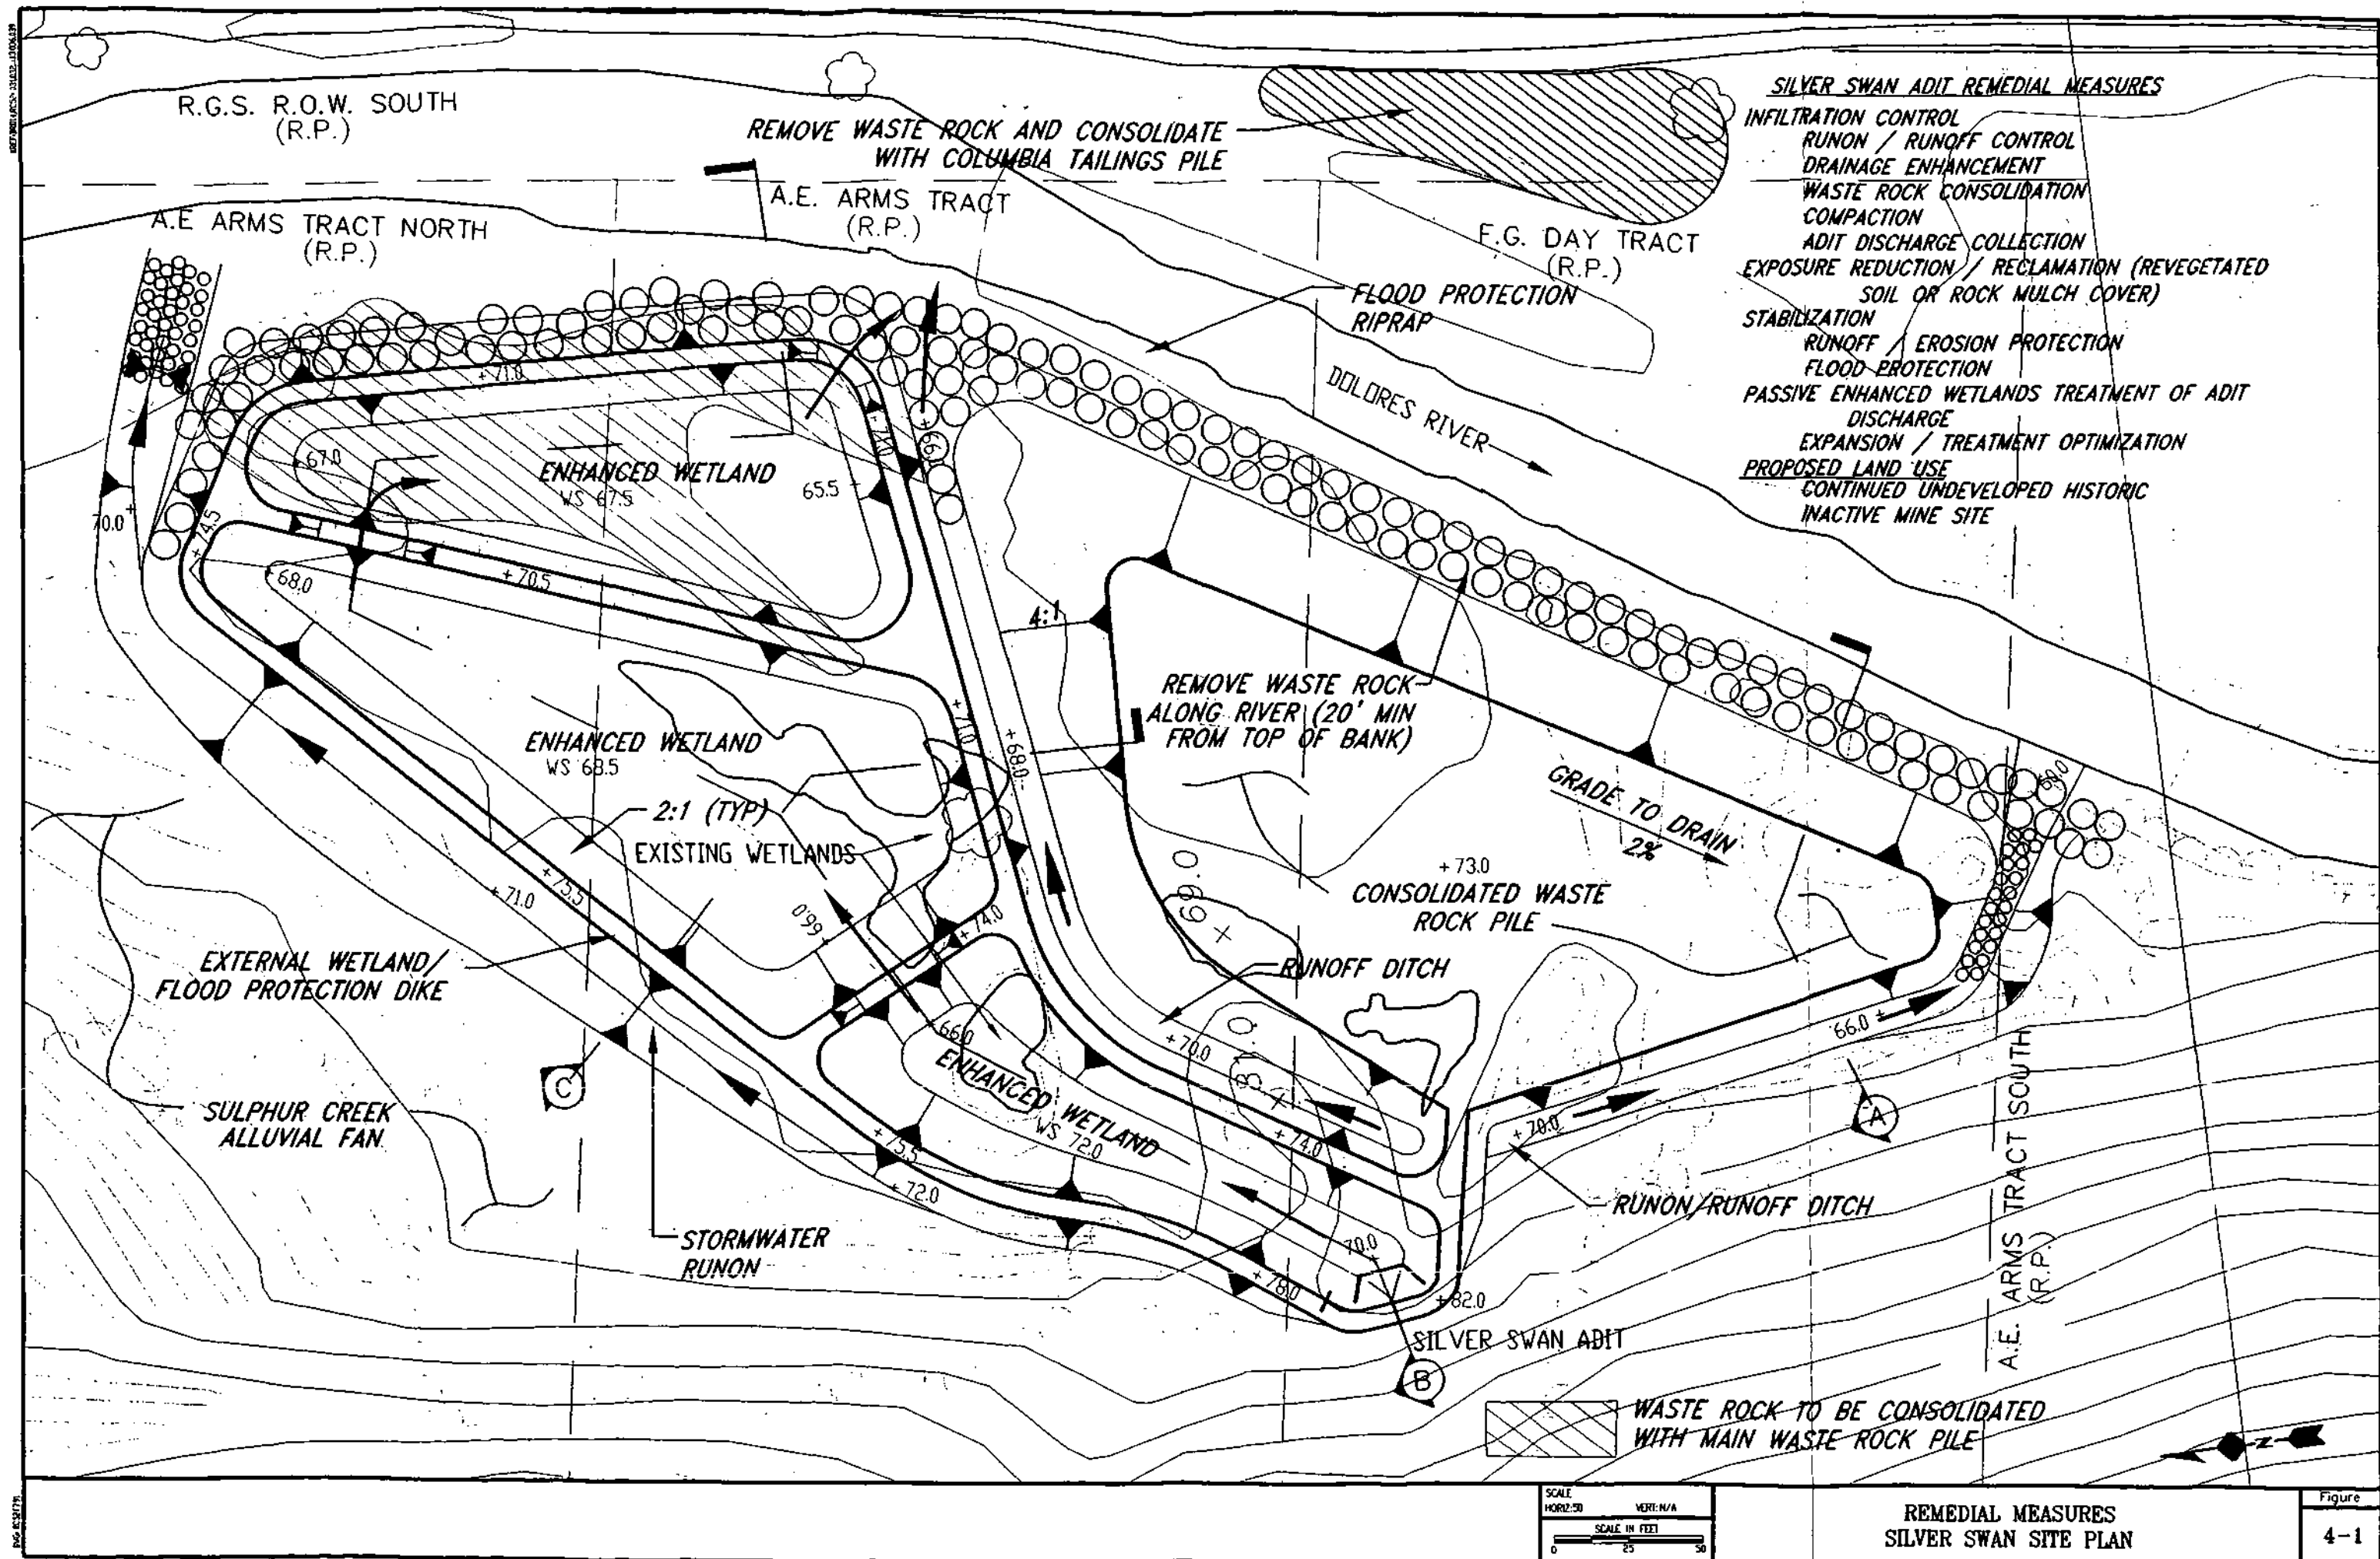 SILVER SWAN ADIT REMEDIAL MEASURES
INFILTRATION CONTROL
RUNON / RUNOFF CONTROL
DRAINAGE ENHANCEMENT
WASTE ROCK CONSOLIDATION
COMPACTION
ADIT DISCHARGE COLLECTION
EXPOSURE REDUCTION / RECLAMATION (REVEGETATED
SOIL OR ROCK MULCH COVER)
STABILIZATION
RUNOFF / EROSION PROTECTION
FLOOD PROTECTION
PASSIVE ENHANCED WETLANDS TREATMENT OF ADIT
DISCHARGE
EXPANSION / TREATMENT OPTIMIZATION
PROPOSED LAND USE
CONTINUED UNDEVELOPED HISTORIC
INACTIVE MINE SITE
R.G.S. R.O.W. SOUTH
(R.P.)
REMOVE WASTE ROCK AND CONSOLIDATE
WITH COLUMBIA TAILINGS PILE
A.E. ARMS TRACT
(R.P.)
A.E ARMS TRACT NORTH
(R.P.)
F.G. DAY TRACT
(R.P.)
FLOOD PROTECTION
RIPRAP
DOLORES RIVER
+ 71.8
67.0
ENHANCED WETLAND
WS 67.5
65.5
70.0
+ 74.5
+ 68.0
+ 70.5
4:1
REMOVE WASTE ROCK
ALONG RIVER (20' MIN
FROM TOP OF BANK)
+ 71.0
+ 68.0
ENHANCED WETLAND
WS 68.5
2:1 (TYP)
EXISTING WETLANDS
GRADE TO DRAIN
2%
+ 73.0
CONSOLIDATED WASTE
ROCK PILE
69.0
+ 75.5
+ 71.0
66.0
+ 74.0
EXTERNAL WETLAND/
FLOOD PROTECTION DIKE
RUNOFF DITCH
66.0
ENHANCED WETLAND
WS 72.0
+ 70.0
66.0 +
C
A
SULPHUR CREEK
ALLUVIAL FAN
+ 75.5
+ 72.0
+ 74.0
+ 70.0
RUNON/RUNOFF DITCH
A.E. ARMS TRACT SOUTH
(R.P.)
STORMWATER
RUNON
70.0
+ 78.0
+ 82.0
SILVER SWAN ADIT
B
WASTE ROCK TO BE CONSOLIDATED
WITH MAIN WASTE ROCK PILE
N
SCALE
HORIZ:50 VERT:N/A
SCALE IN FEET
0 25 50
REMEDIAL MEASURES
SILVER SWAN SITE PLAN
Figure
4-1